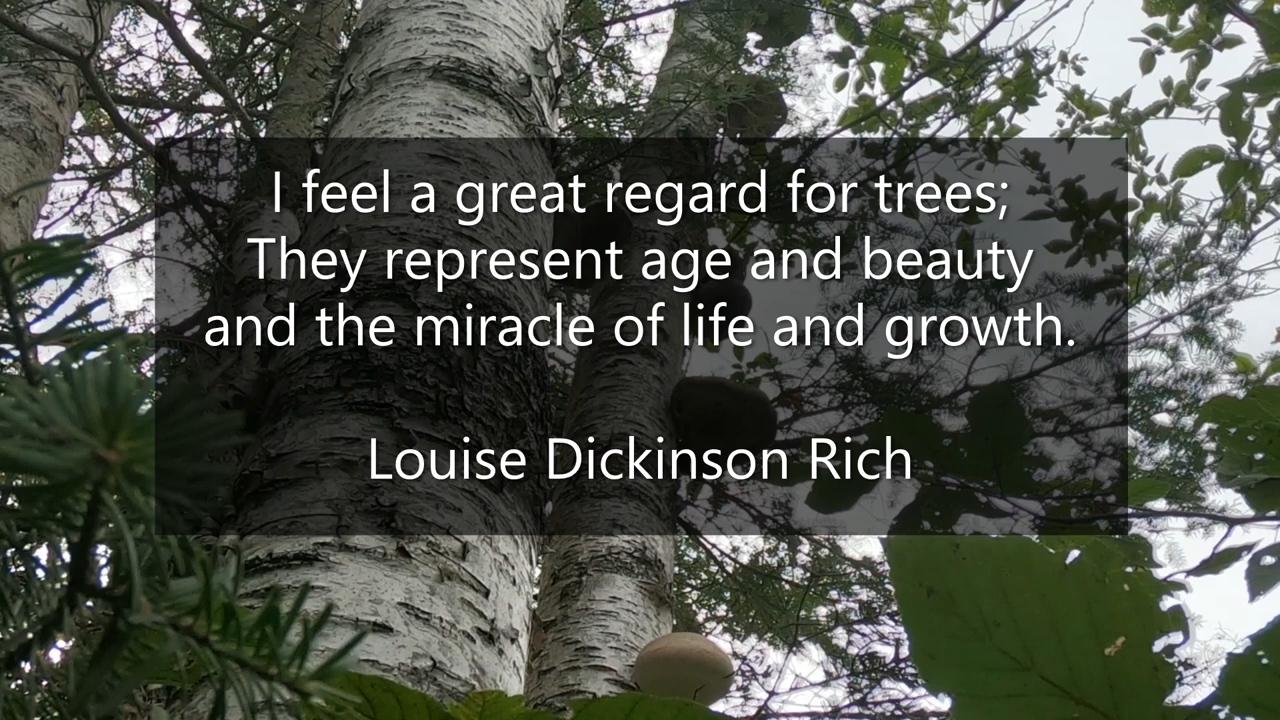 I feel a great regard for trees;
They represent age and beauty
and the miracle of life and growth.
Louise Dickinson Rich